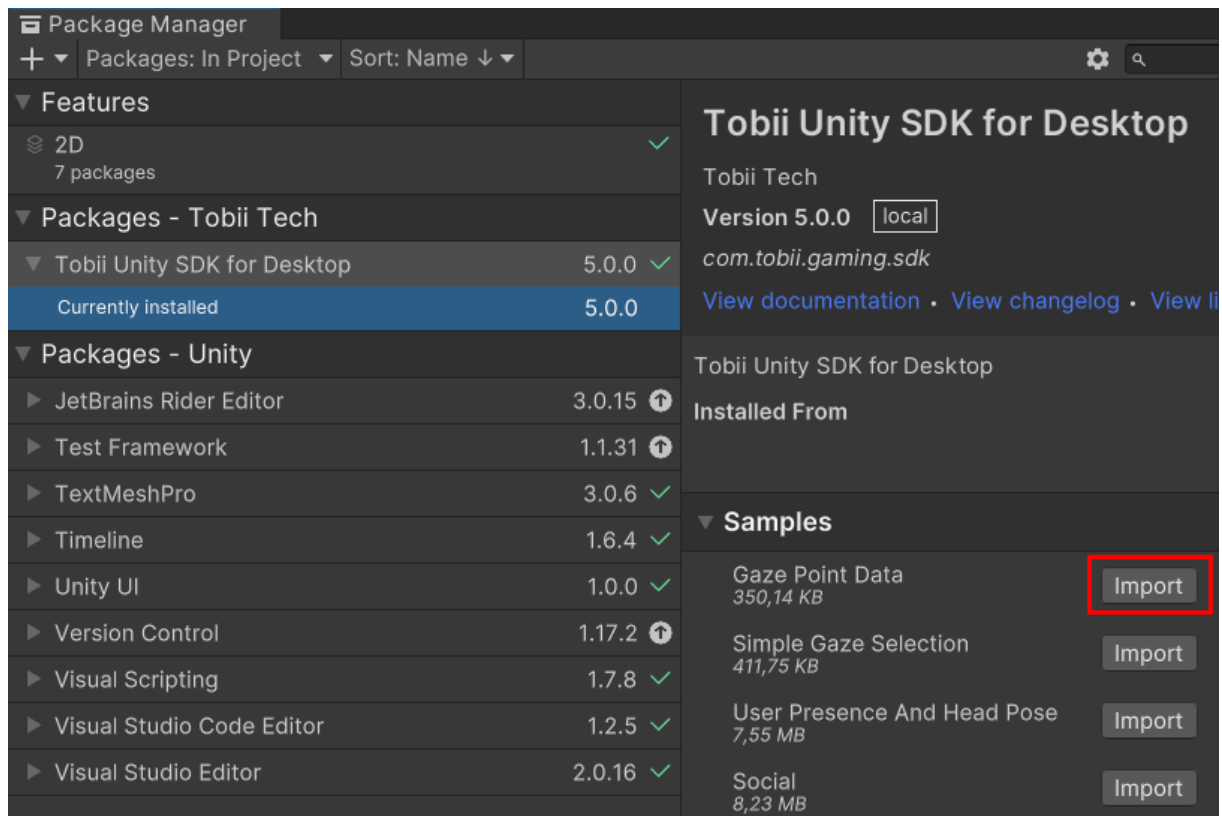 Package Manager
Packages: In Project
Sort: Name ↓
Features
2D
7 packages
Packages - Tobii Tech
Tobii Unity SDK for Desktop 5.0.0
Currently installed 5.0.0
Packages - Unity
JetBrains Rider Editor 3.0.15
Test Framework 1.1.31
TextMeshPro 3.0.6
Timeline 1.6.4
Unity UI 1.0.0
Version Control 1.17.2
Visual Scripting 1.7.8
Visual Studio Code Editor 1.2.5
Visual Studio Editor 2.0.16
Tobii Unity SDK for Desktop
Tobii Tech
Version 5.0.0 local
com.tobii.gaming.sdk
View documentation • View changelog • View li
Tobii Unity SDK for Desktop
Installed From
Samples
Gaze Point Data
350,14 KB
Import
Simple Gaze Selection
411,75 KB
Import
User Presence And Head Pose
7,55 MB
Import
Social
8,23 MB
Import